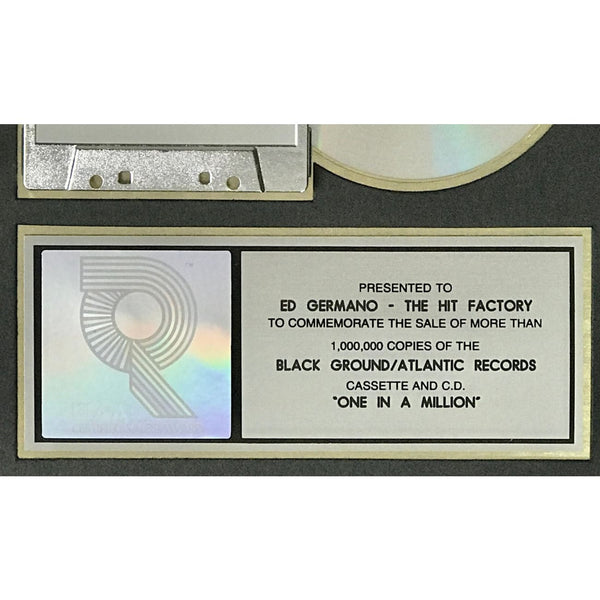 ™
PRESENTED TO
ED GERMANO - THE HIT FACTORY
TO COMMEMORATE THE SALE OF MORE THAN
1,000,000 COPIES OF THE
BLACK GROUND/ATLANTIC RECORDS
CASSETTE AND C.D.
"ONE IN A MILLION"